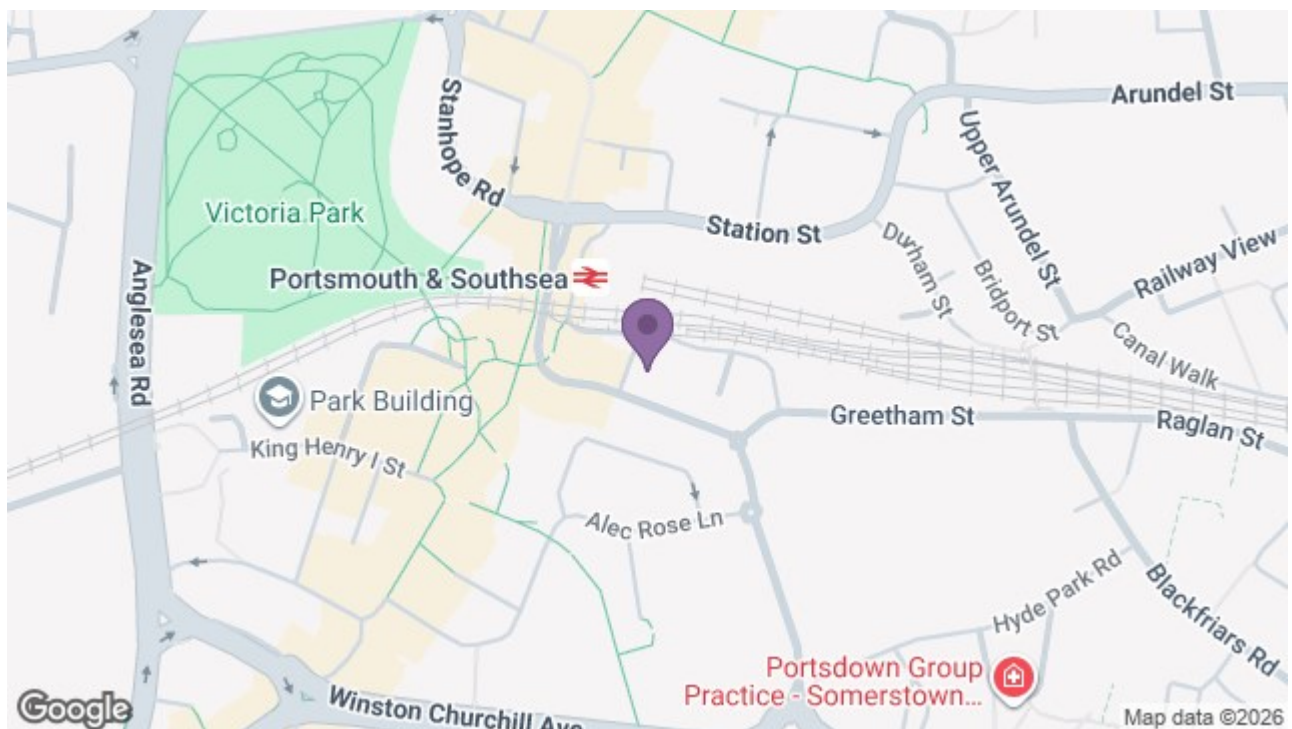 Arundel St
Stanhope Rd
Upper Arundel St
Victoria Park
Station St
Durham St
Railway View
Portsmouth & Southsea
Bridport St
Anglesea Rd
Canal Walk
Park Building
Greetham St
Raglan St
King Henry I St
Alec Rose Ln
Hyde Park Rd
Blackfriars Rd
Portsdown Group
Practice - Somerstown...
Winston Churchill Ave
Google
Map data ©2026